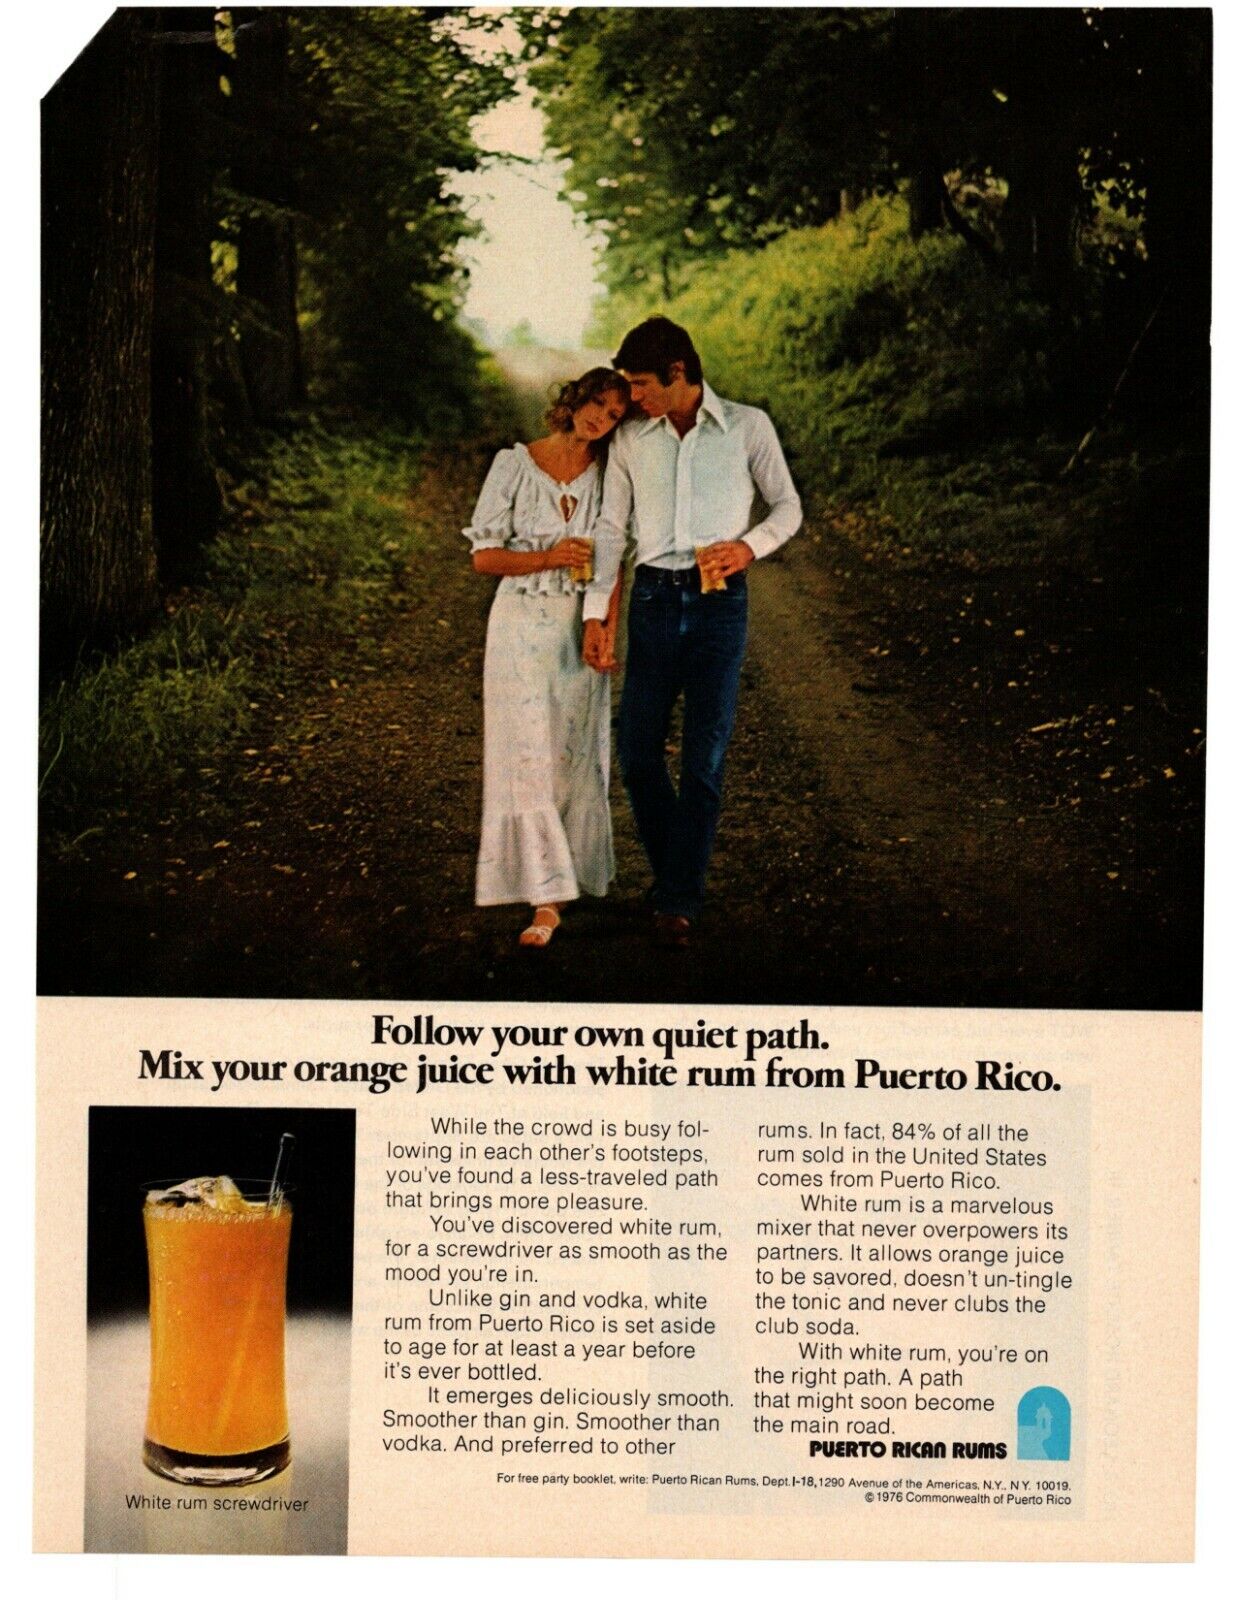 Follow your own quiet path.
Mix your orange juice with white rum from Puerto Rico.
White rum screwdriver
While the crowd is busy fol-
lowing in each other's footsteps,
you've found a less-traveled path
that brings more pleasure.
You've discovered white rum,
for a screwdriver as smooth as the
mood you're in.
Unlike gin and vodka, white
rum from Puerto Rico is set aside
to age for at least a year before
it's ever bottled.
It emerges deliciously smooth.
Smoother than gin. Smoother than
vodka. And preferred to other
rums. In fact, 84% of all the
rum sold in the United States
comes from Puerto Rico.
White rum is a marvelous
mixer that never overpowers its
partners. It allows orange juice
to be savored, doesn't un-tingle
the tonic and never clubs the
club soda.
With white rum, you're on
the right path. A path
that might soon become
the main road.
PUERTO RICAN RUMS
For free party booklet, write: Puerto Rican Rums, Dept. I-18, 1290 Avenue of the Americas, N.Y., N.Y. 10019.
© 1976 Commonwealth of Puerto Rico